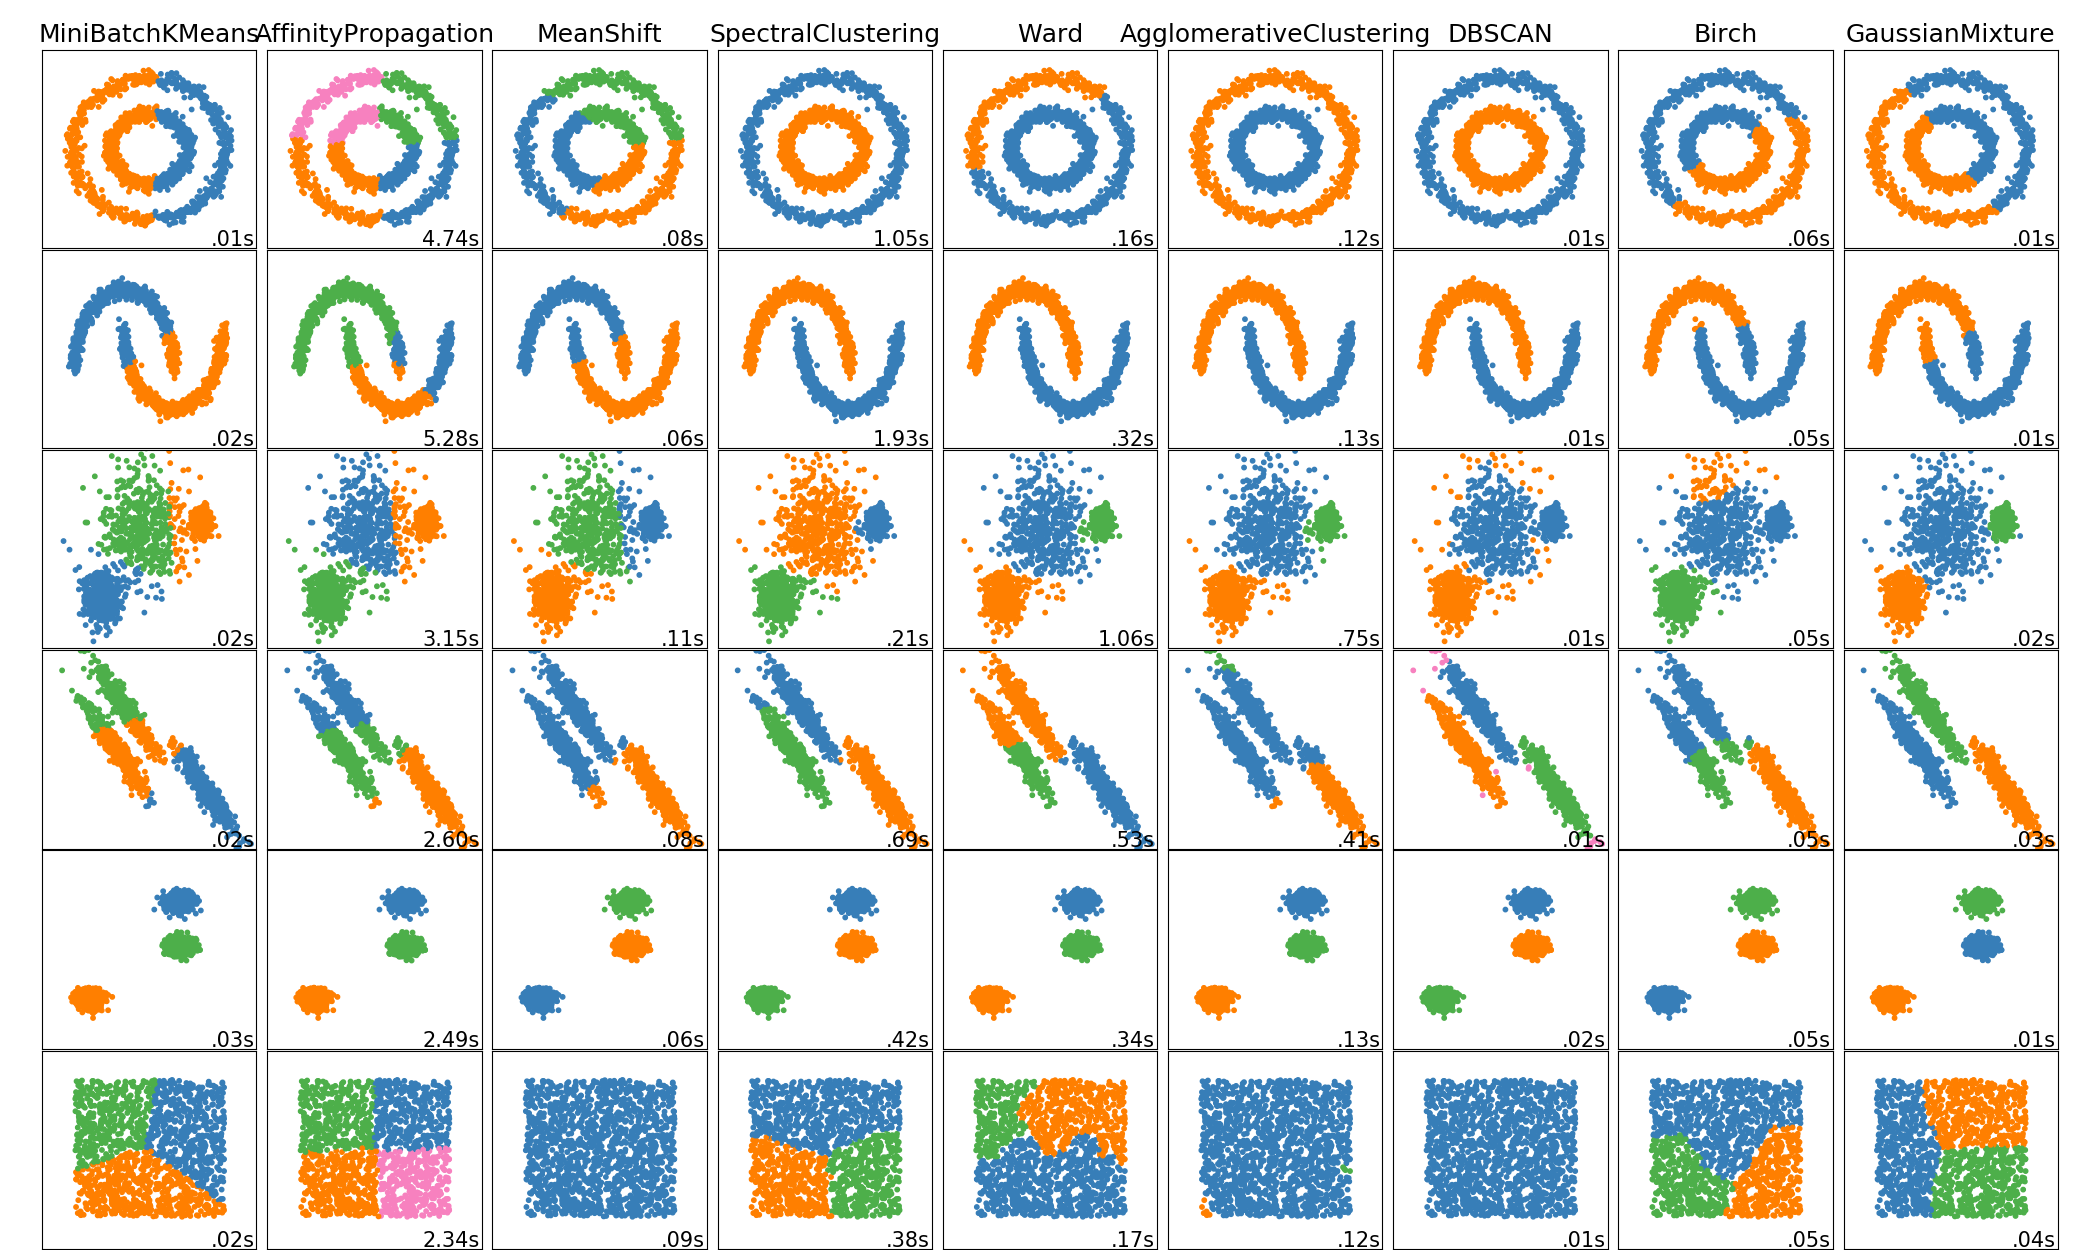 MiniBatchKMeans AffinityPropagation MeanShift SpectralClustering Ward AgglomerativeClustering DBSCAN Birch GaussianMixture
.01s 4.74s .08s 1.05s .16s .12s .01s .06s .01s
.02s 5.28s .06s 1.93s .32s .13s .01s .05s .01s
.02s 3.15s .11s .21s 1.06s .75s .01s .05s .02s
.02s 2.60s .08s .69s .53s .41s .01s .05s .03s
.03s 2.49s .06s .42s .34s .13s .02s .05s .01s
.02s 2.34s .09s .38s .17s .12s .01s .05s .04s